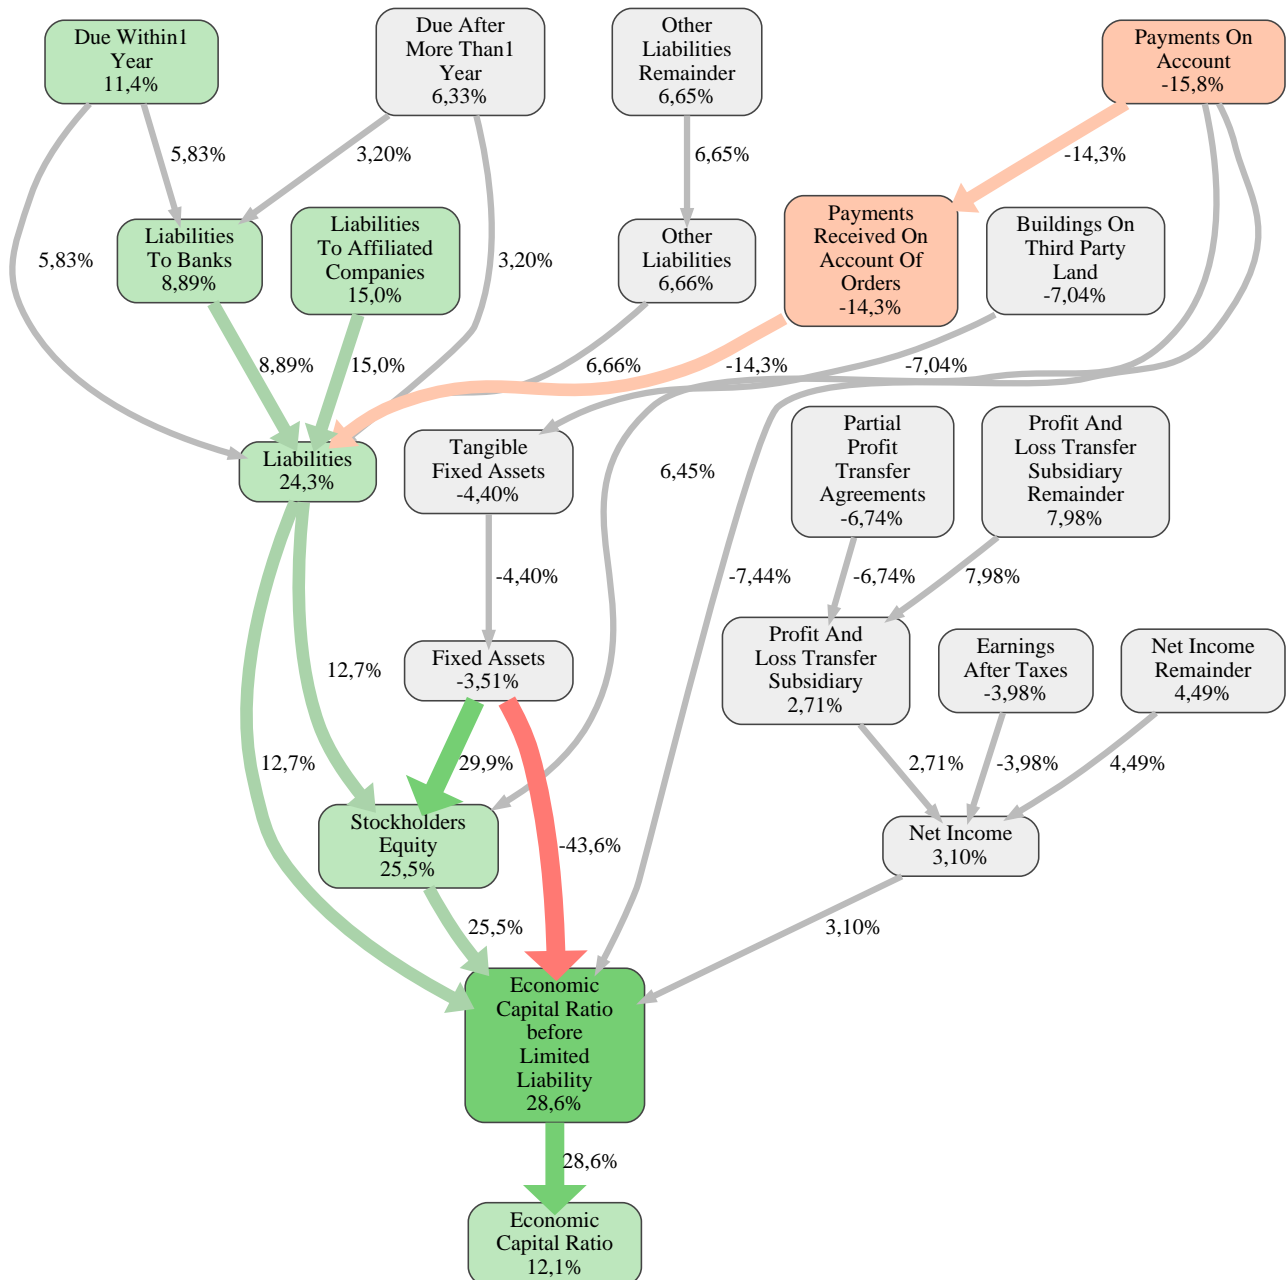 Due Within1
Year
11,4%
Due After
More Than1
Year
6,33%
Other
Liabilities
Remainder
6,65%
Payments On
Account
-15,8%
5,83%
3,20%
6,65%
-14,3%
Liabilities
To Banks
8,89%
Liabilities
To Affiliated
Companies
15,0%
Other
Liabilities
6,66%
Payments
Received On
Account Of
Orders
-14,3%
Buildings On
Third Party
Land
-7,04%
5,83%
3,20%
8,89%
15,0%
6,66%
-14,3%
-7,04%
Liabilities
24,3%
Tangible
Fixed Assets
-4,40%
6,45%
Partial
Profit
Transfer
Agreements
-6,74%
Profit And
Loss Transfer
Subsidiary
Remainder
7,98%
-4,40%
-7,44%
-6,74%
7,98%
12,7%
Fixed Assets
-3,51%
Profit And
Loss Transfer
Subsidiary
2,71%
Earnings
After Taxes
-3,98%
Net Income
Remainder
4,49%
12,7%
29,9%
2,71%
-3,98%
4,49%
Stockholders
Equity
25,5%
-43,6%
Net Income
3,10%
25,5%
3,10%
Economic
Capital Ratio
before
Limited
Liability
28,6%
28,6%
Economic
Capital Ratio
12,1%